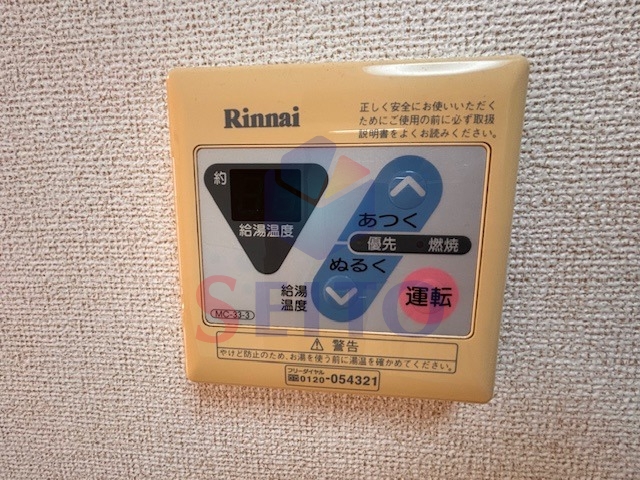 Rinnai
正しく安全にお使いいただく
ためにご使用の前に必ず取扱
説明書をよくお読みください。
約
給湯温度
あつく
優先 燃焼
ぬるく
給湯
温度
運転
MC-33-3
SEITO
⚠警告
やけど防止のため、お湯を使う前に湯温を確かめてください。
フリーダイヤル
0120-054321